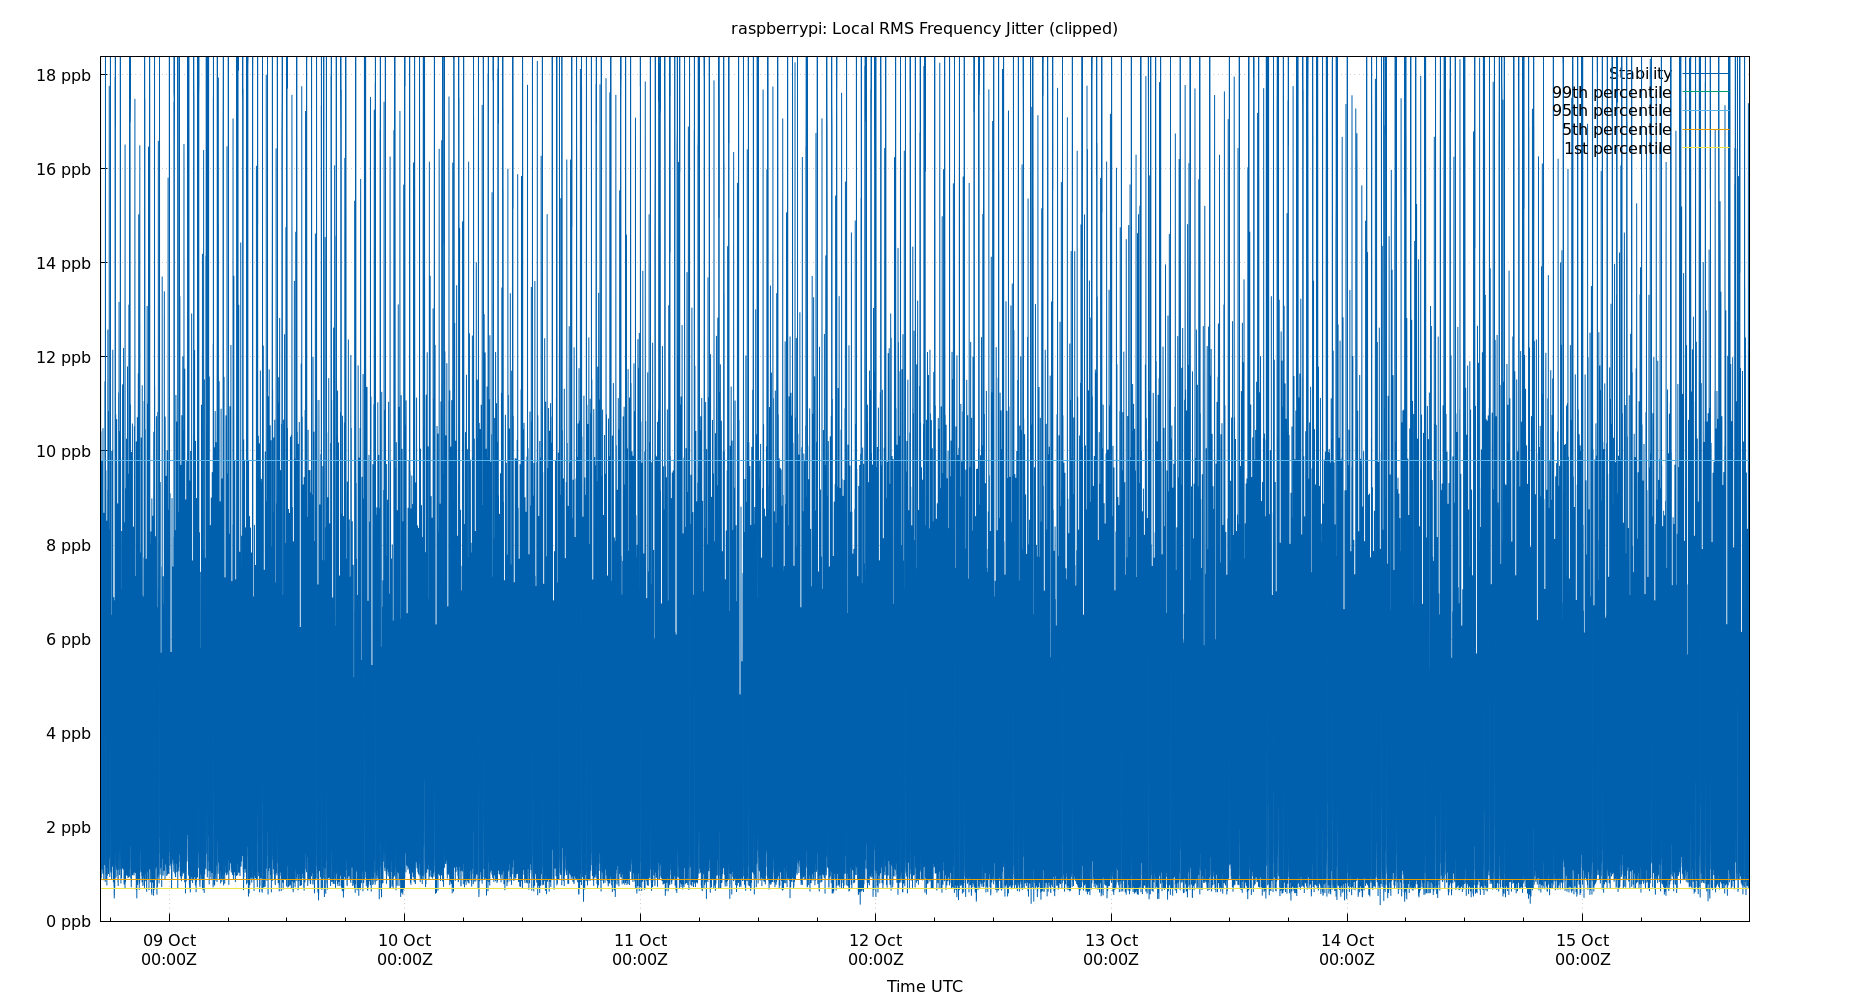 raspberrypi: Local RMS Frequency Jitter (clipped)
18 ppb
16 ppb
14 ppb
12 ppb
10 ppb
8 ppb
6 ppb
4 ppb
2 ppb
0 ppb
Stability
99th percentile
95th percentile
5th percentile
1st percentile
09 Oct 10 Oct 11 Oct 12 Oct 13 Oct 14 Oct 15 Oct
00:00Z 00:00Z 00:00Z 00:00Z 00:00Z 00:00Z 00:00Z
Time UTC